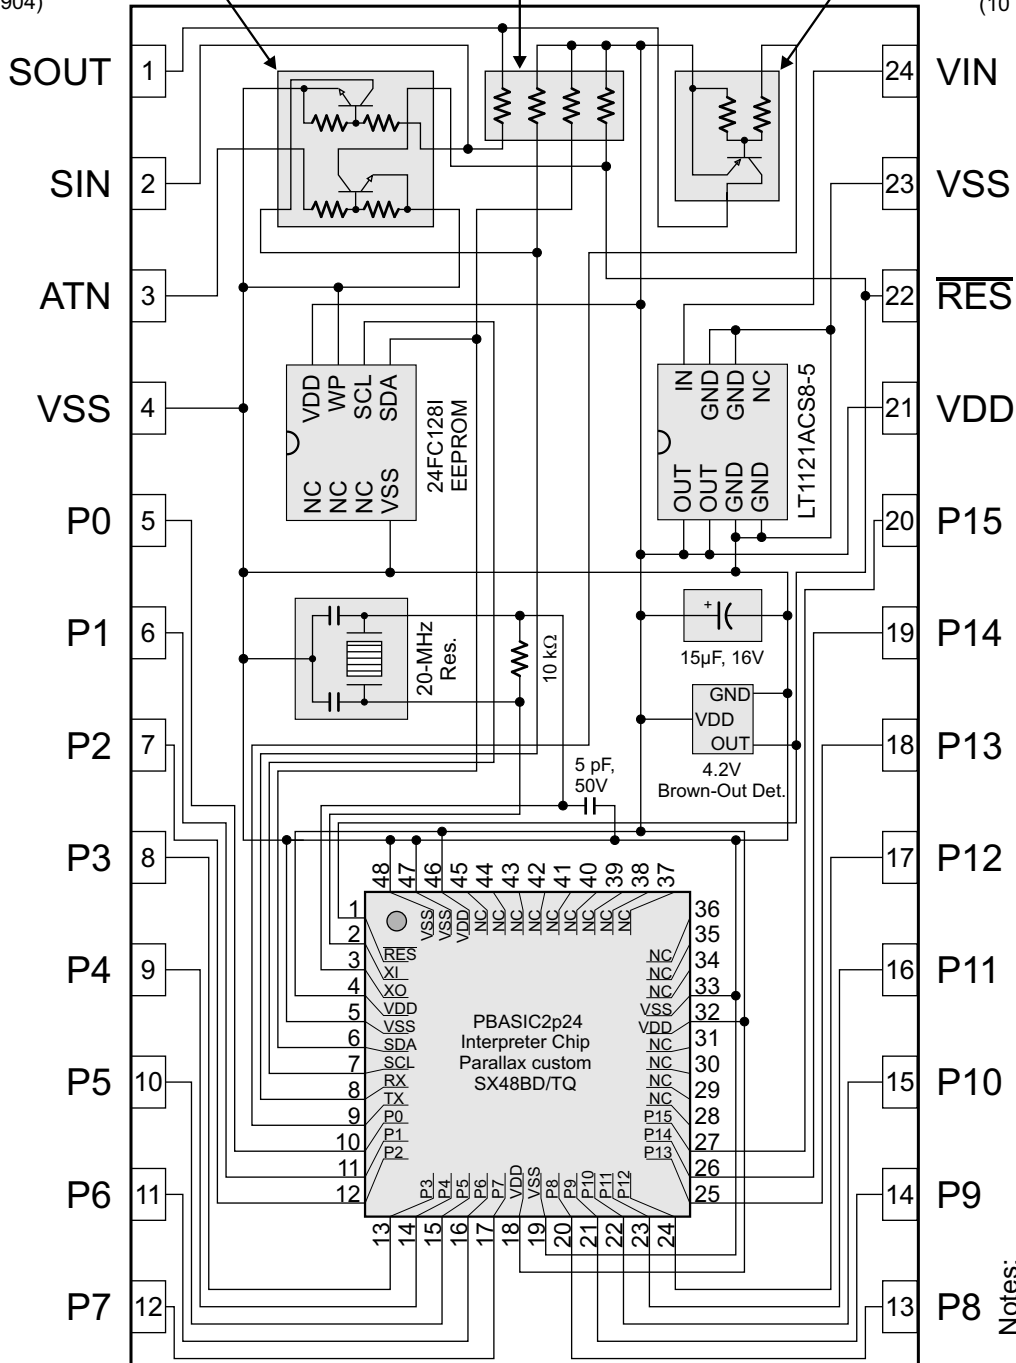 904)
(10
SOUT 1
SIN 2
ATN 3
VSS 4
P0 5
P1 6
P2 7
P3 8
P4 9
P5 10
P6 11
P7 12
24 VIN
23 VSS
22 RES
21 VDD
20 P15
19 P14
18 P13
17 P12
16 P11
15 P10
14 P9
13 P8
VDD
WP
SCL
SDA
NC
NC
NC
VSS
24FC128I
EEPROM
IN
GND
GND
NC
OUT
OUT
GND
GND
LT1121ACS8-5
20-MHz
Res.
10 kΩ
+
15µF, 16V
GND
VDD
OUT
4.2V
Brown-Out Det.
5 pF,
50V
48 47 46 45 44 43 42 41 40 39 38 37
VSS VSS VDD NC NC NC NC NC NC NC
1
2
3
4
5
6
7
8
9
10
11
12
RES
XI
XO
VDD
VSS
SDA
SCL
RX
TX
P0
P1
P2
PBASIC2p24
Interpreter Chip
Parallax custom
SX48BD/TQ
36
35
34
33
32
31
30
29
28
27
26
25
NC
NC
NC
VSS
VDD
NC
NC
NC
NC
P15
P14
P13
P3 P4 P5 P6 P7 VDD VSS P8 P9 P10 P11 P12
13 14 15 16 17 18 19 20 21 22 23 24
Notes: